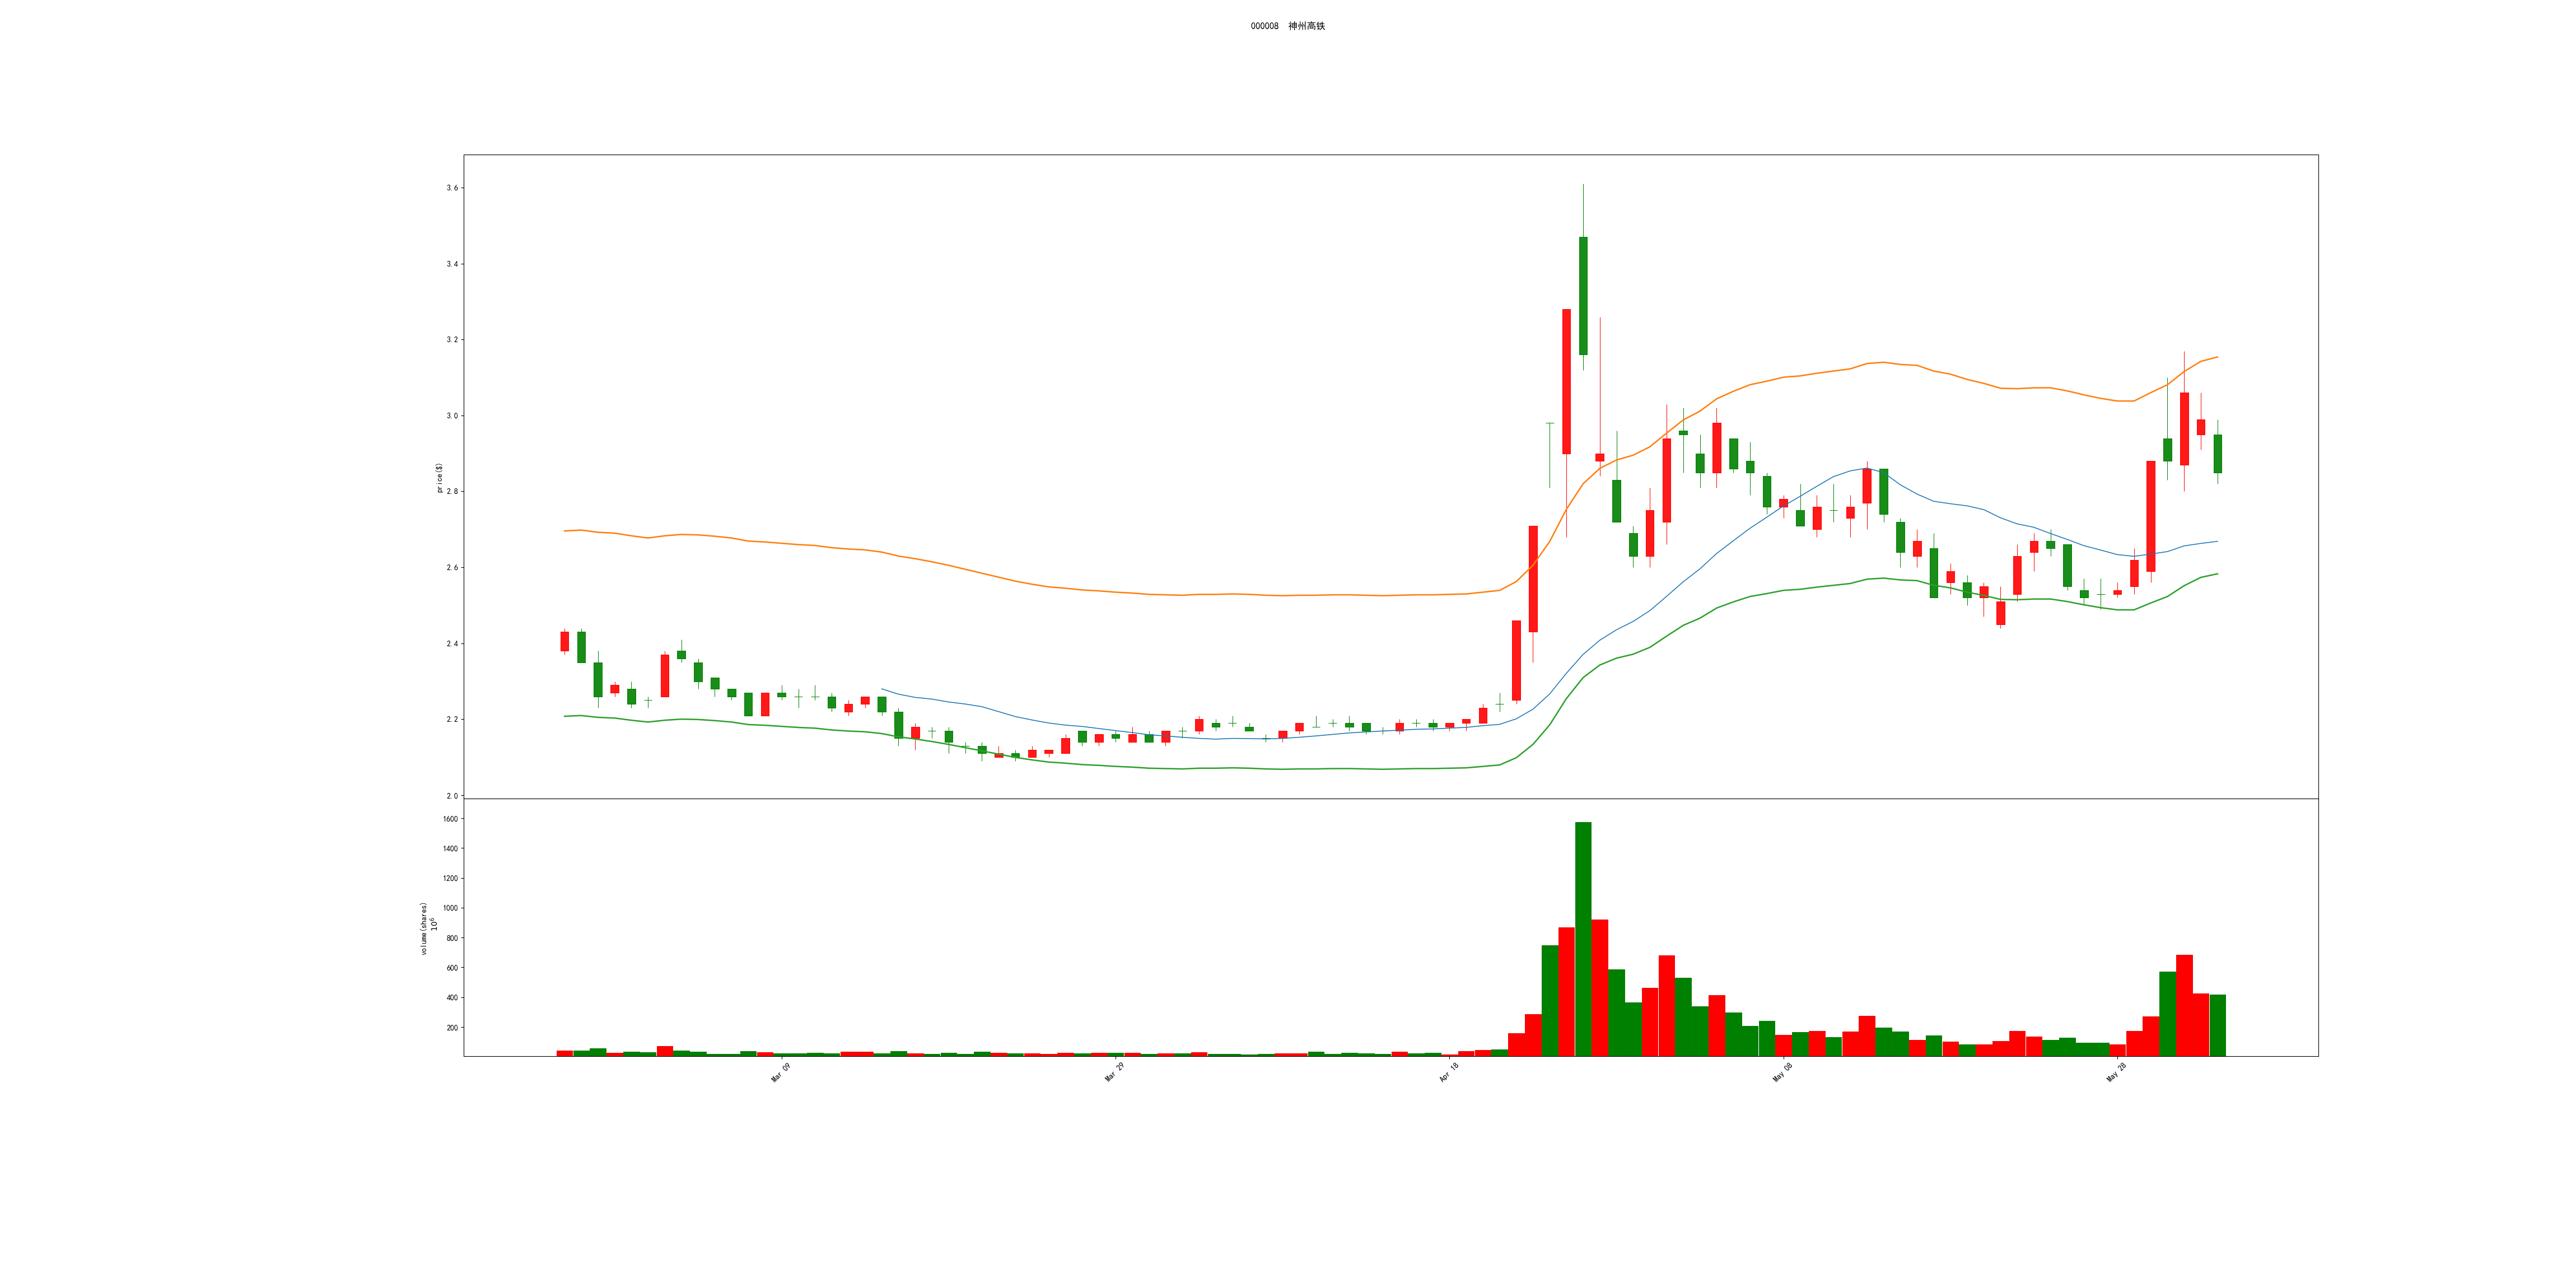 000008 神州高铁
price($)
3.6
3.4
3.2
3.0
2.8
2.6
2.4
2.2
2.0
volume(shares)
10⁶
1600
1400
1200
1000
800
600
400
200
Mar 09
Mar 29
Apr 18
May 08
May 28